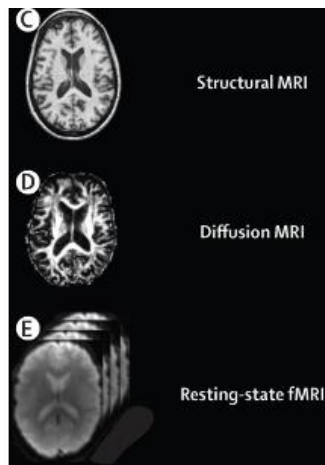 C
Structural MRI
D
Diffusion MRI
E
Resting-state fMRI